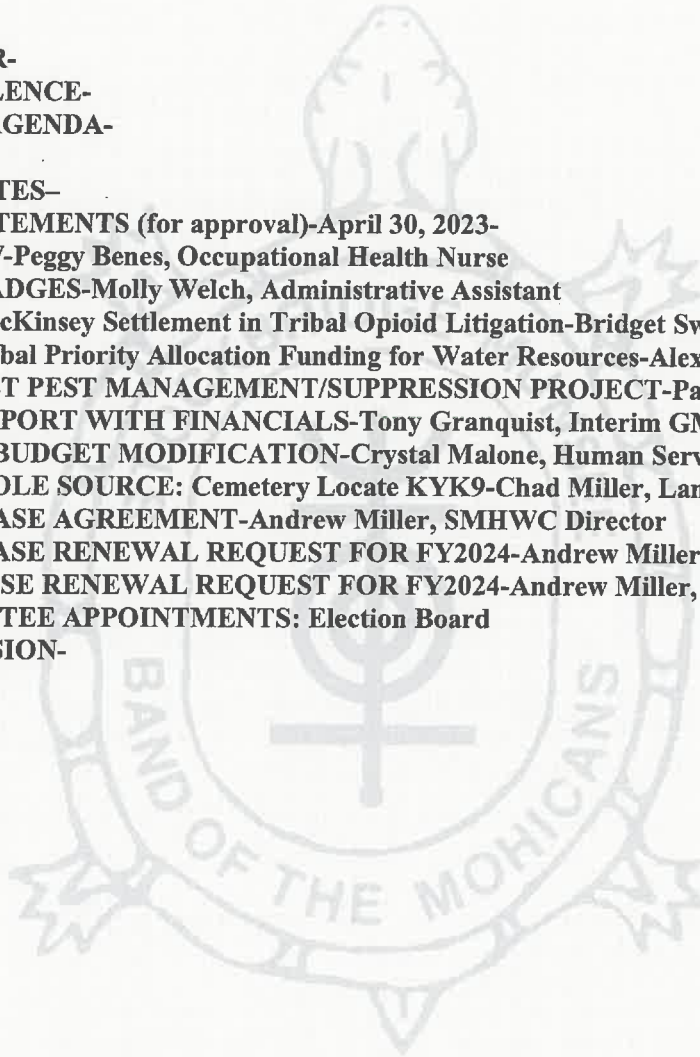 R-
LENCE-
AGENDA-
TES–
TEMENTS (for approval)-April 30, 2023-
-Peggy Benes, Occupational Health Nurse
ADGES-Molly Welch, Administrative Assistant
cKinsey Settlement in Tribal Opioid Litigation-Bridget Sw
bal Priority Allocation Funding for Water Resources-Alex
T PEST MANAGEMENT/SUPPRESSION PROJECT-Pa
PORT WITH FINANCIALS-Tony Granquist, Interim GM
BUDGET MODIFICATION-Crystal Malone, Human Serv
OLE SOURCE: Cemetery Locate KYK9-Chad Miller, Lan
ASE AGREEMENT-Andrew Miller, SMHWC Director
ASE RENEWAL REQUEST FOR FY2024-Andrew Miller
SE RENEWAL REQUEST FOR FY2024-Andrew Miller,
TEE APPOINTMENTS: Election Board
SION-
BAND OF THE MOHICANS